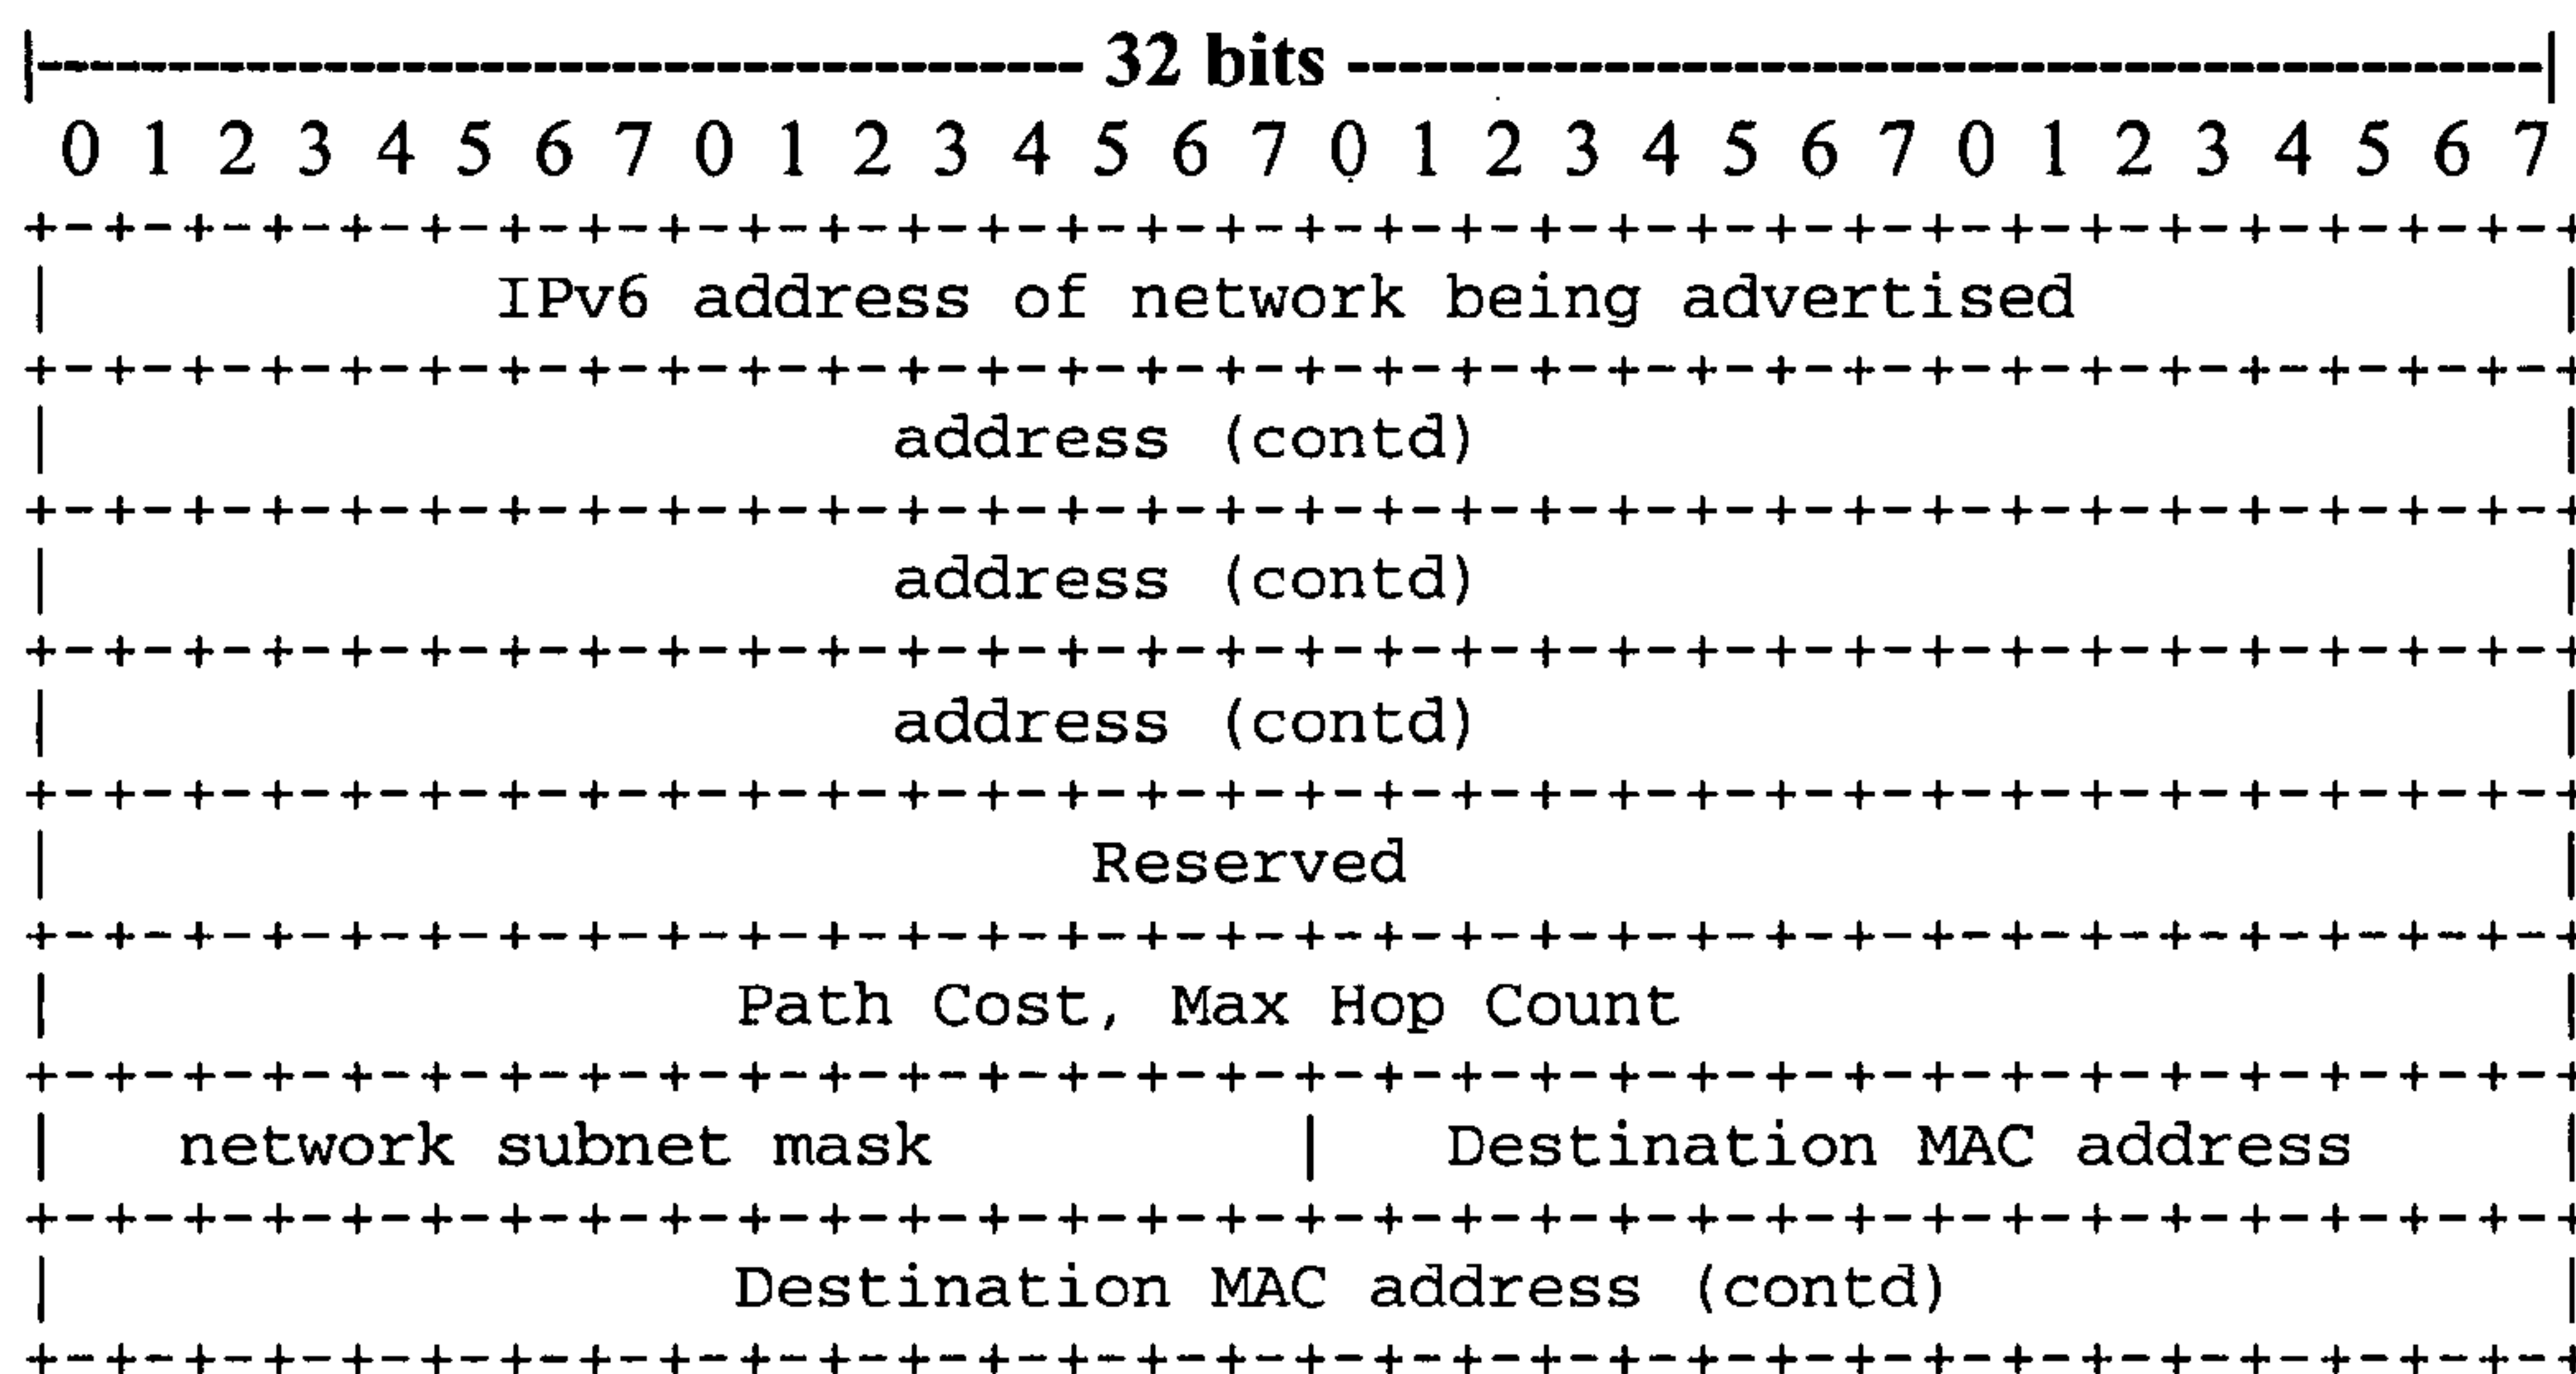 |---------------------------------------- 32 bits ----------------------------------------------|
0 1 2 3 4 5 6 7 0 1 2 3 4 5 6 7 0 1 2 3 4 5 6 7 0 1 2 3 4 5 6 7
+-+-+-+-+-+-+-+-+-+-+-+-+-+-+-+-+-+-+-+-+-+-+-+-+-+-+-+-+-+-+-+-+
| IPv6 address of network being advertised |
+-+-+-+-+-+-+-+-+-+-+-+-+-+-+-+-+-+-+-+-+-+-+-+-+-+-+-+-+-+-+-+-+
| address (contd) |
+-+-+-+-+-+-+-+-+-+-+-+-+-+-+-+-+-+-+-+-+-+-+-+-+-+-+-+-+-+-+-+-+
| address (contd) |
+-+-+-+-+-+-+-+-+-+-+-+-+-+-+-+-+-+-+-+-+-+-+-+-+-+-+-+-+-+-+-+-+
| address (contd) |
+-+-+-+-+-+-+-+-+-+-+-+-+-+-+-+-+-+-+-+-+-+-+-+-+-+-+-+-+-+-+-+-+
| Reserved |
+-+-+-+-+-+-+-+-+-+-+-+-+-+-+-+-+-+-+-+-+-+-+-+-+-+-+-+-+-+-+-+-+
| Path Cost, Max Hop Count |
+-+-+-+-+-+-+-+-+-+-+-+-+-+-+-+-+-+-+-+-+-+-+-+-+-+-+-+-+-+-+-+-+
| network subnet mask | Destination MAC address |
+-+-+-+-+-+-+-+-+-+-+-+-+-+-+-+-+-+-+-+-+-+-+-+-+-+-+-+-+-+-+-+-+
| Destination MAC address (contd) |
+-+-+-+-+-+-+-+-+-+-+-+-+-+-+-+-+-+-+-+-+-+-+-+-+-+-+-+-+-+-+-+-+